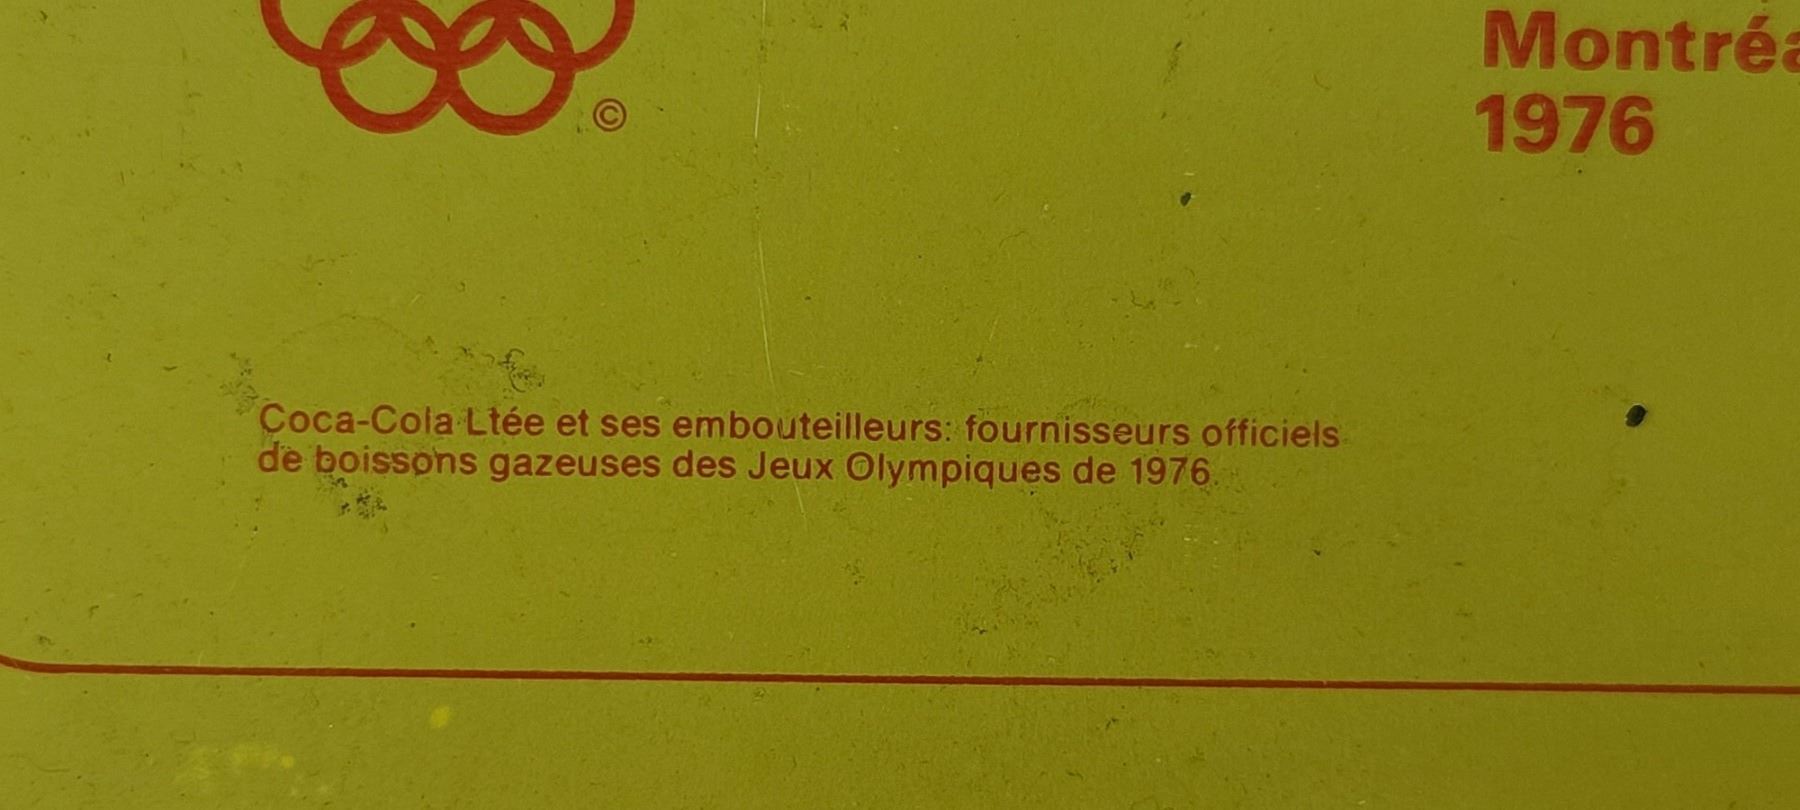 ©
Montréa
1976
Coca-Cola Ltée et ses embouteilleurs: fournisseurs officiels
de boissons gazeuses des Jeux Olympiques de 1976.